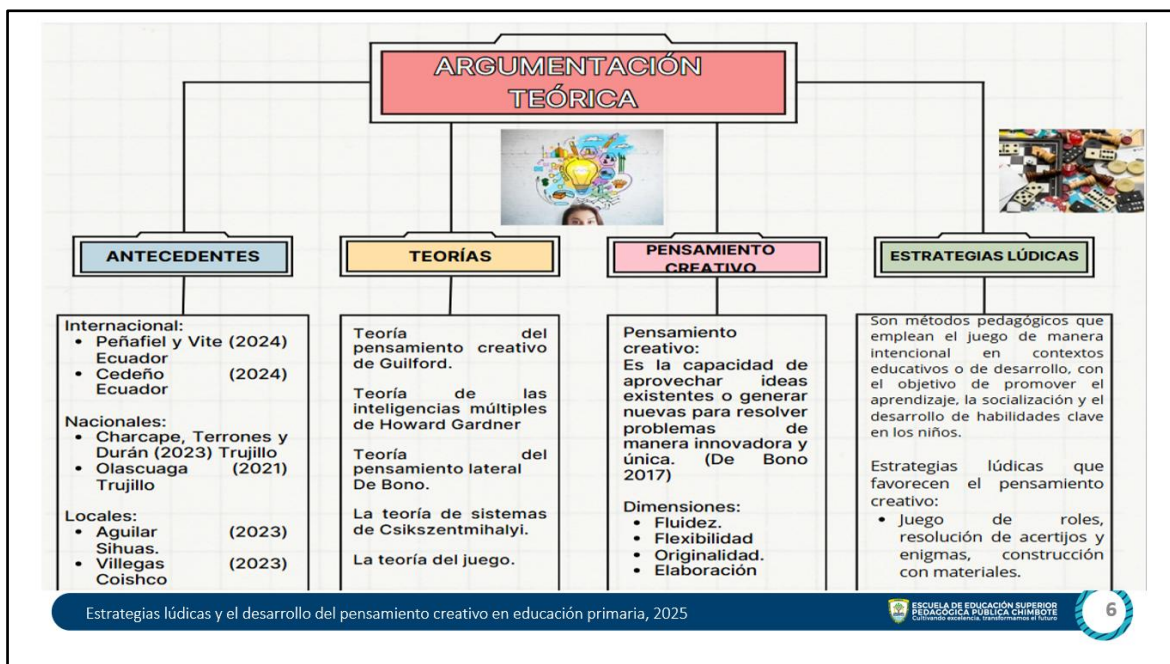 ARGUMENTACIÓN
TEÓRICA
ANTECEDENTES
Internacional:
• Peñafiel y Vite (2024)
Ecuador
• Cedeño (2024)
Ecuador
Nacionales:
• Charcape, Terrones y
Durán (2023) Trujillo
• Olascuaga (2021)
Trujillo
Locales:
• Aguilar (2023)
Sihuas.
• Villegas (2023)
Coishco
TEORÍAS
Teoría del
pensamiento creativo
de Guilford.
Teoría de las
inteligencias múltiples
de Howard Gardner
Teoría del
pensamiento lateral
De Bono.
La teoría de sistemas
de Csikszentmihalyi.
La teoría del juego.
PENSAMIENTO
CREATIVO
Pensamiento
creativo:
Es la capacidad de
aprovechar ideas
existentes o generar
nuevas para resolver
problemas de
manera innovadora y
única. (De Bono
2017)
Dimensiones:
• Fluidez.
• Flexibilidad
• Originalidad.
• Elaboración
ESTRATEGIAS LÚDICAS
Son métodos pedagógicos que
emplean el juego de manera
intencional en contextos
educativos o de desarrollo, con
el objetivo de promover el
aprendizaje, la socialización y el
desarrollo de habilidades clave
en los niños.
Estrategias lúdicas que
favorecen el pensamiento
creativo:
• Juego de roles,
resolución de acertijos y
enigmas, construcción
con materiales.
Estrategias lúdicas y el desarrollo del pensamiento creativo en educación primaria, 2025
ESCUELA DE EDUCACIÓN SUPERIOR
PEDAGÓGICA PÚBLICA CHIMBOTE
Cultivando excelencia, transformamos el futuro
6